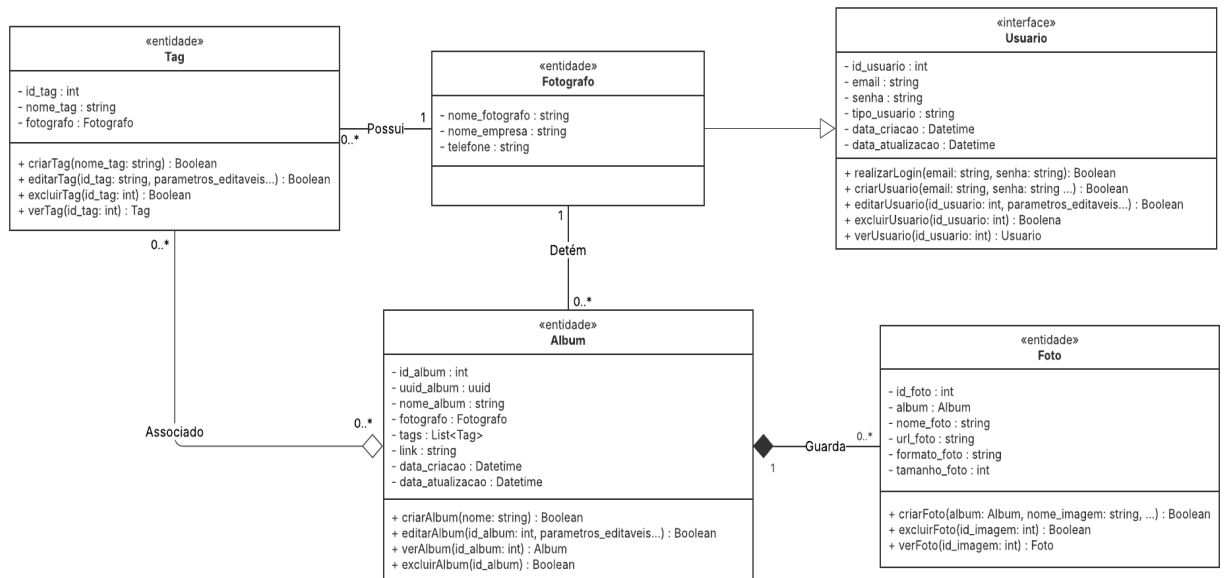 «entidade»
Tag
- id_tag : int
- nome_tag : string
- fotografo : Fotografo
+ criarTag(nome_tag: string) : Boolean
+ editarTag(id_tag: string, parametros_editaveis...) : Boolean
+ excluirTag(id_tag: int) : Boolean
+ verTag(id_tag: int) : Tag
0..*
Possui
1
«entidade»
Fotografo
- nome_fotografo : string
- nome_empresa : string
- telefone : string
«interface»
Usuario
- id_usuario : int
- email : string
- senha : string
- tipo_usuario : string
- data_criacao : Datetime
- data_atualizacao : Datetime
+ realizarLogin(email: string, senha: string): Boolean
+ criarUsuario(email: string, senha: string ...) : Boolean
+ editarUsuario(id_usuario: int, parametros_editaveis...) : Boolean
+ excluirUsuario(id_usuario: int) : Boolena
+ verUsuario(id_usuario: int) : Usuario
1
Detém
0..*
0..*
Associado
0..*
«entidade»
Album
- id_album : int
- uuid_album : uuid
- nome_album : string
- fotografo : Fotografo
- tags : List<Tag>
- link : string
- data_criacao : Datetime
- data_atualizacao : Datetime
+ criarAlbum(nome: string) : Boolean
+ editarAlbum(id_album: int, parametros_editaveis...) : Boolean
+ verAlbum(id_album: int) : Album
+ excluirAlbum(id_album) : Boolean
1
Guarda
0..*
«entidade»
Foto
- id_foto : int
- album : Album
- nome_foto : string
- url_foto : string
- formato_foto : string
- tamanho_foto : int
+ criarFoto(album: Album, nome_imagem: string, ...) : Boolean
+ excluirFoto(id_imagem: int) : Boolean
+ verFoto(id_imagem: int) : Foto